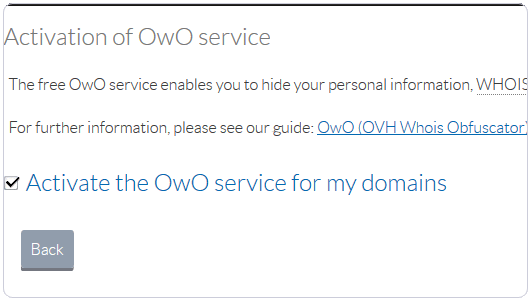 Activation of OwO service
The free OwO service enables you to hide your personal information, WHOIS
For further information, please see our guide: OwO (OVH Whois Obfuscator)
Activate the OwO service for my domains
Back